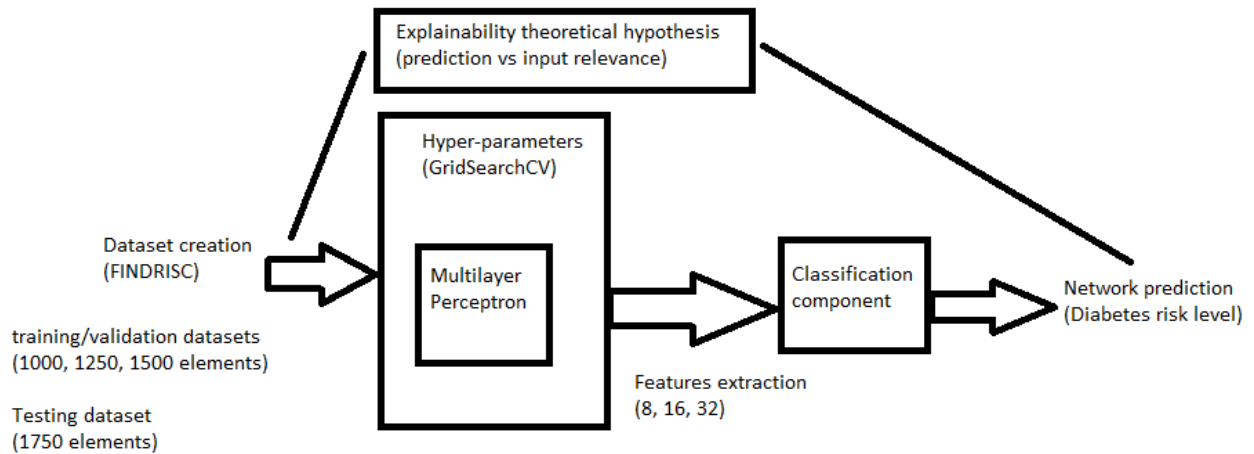 Explainability theoretical hypothesis
(prediction vs input relevance)
Hyper-parameters
(GridSearchCV)
Dataset creation
(FINDRISC)
Multilayer
Perceptron
Classification
component
Network prediction
(Diabetes risk level)
training/validation datasets
(1000, 1250, 1500 elements)
Features extraction
(8, 16, 32)
Testing dataset
(1750 elements)